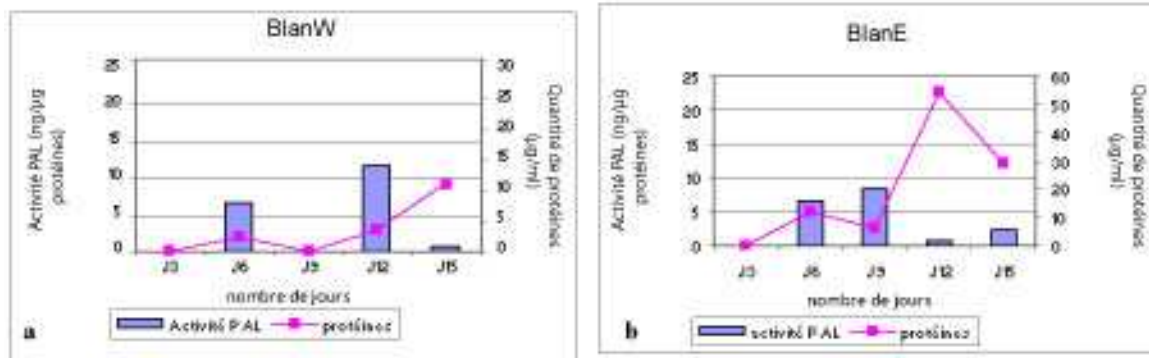 BlanW
Activité PAL (ng/µg protéines)
25
20
15
10
5
0
30
25
20
15
10
5
0
Quantité de protéines (µg/ml)
J3 J6 J9 J12 J15
nombre de jours
a
Activité PAL protéines
BlanE
Activité PAL (ng/µg protéines)
25
20
15
10
5
0
60
50
40
30
20
10
0
Quantité de protéines (µg/ml)
J3 J6 J9 J12 J15
nombre de jours
b
activité PAL protéines